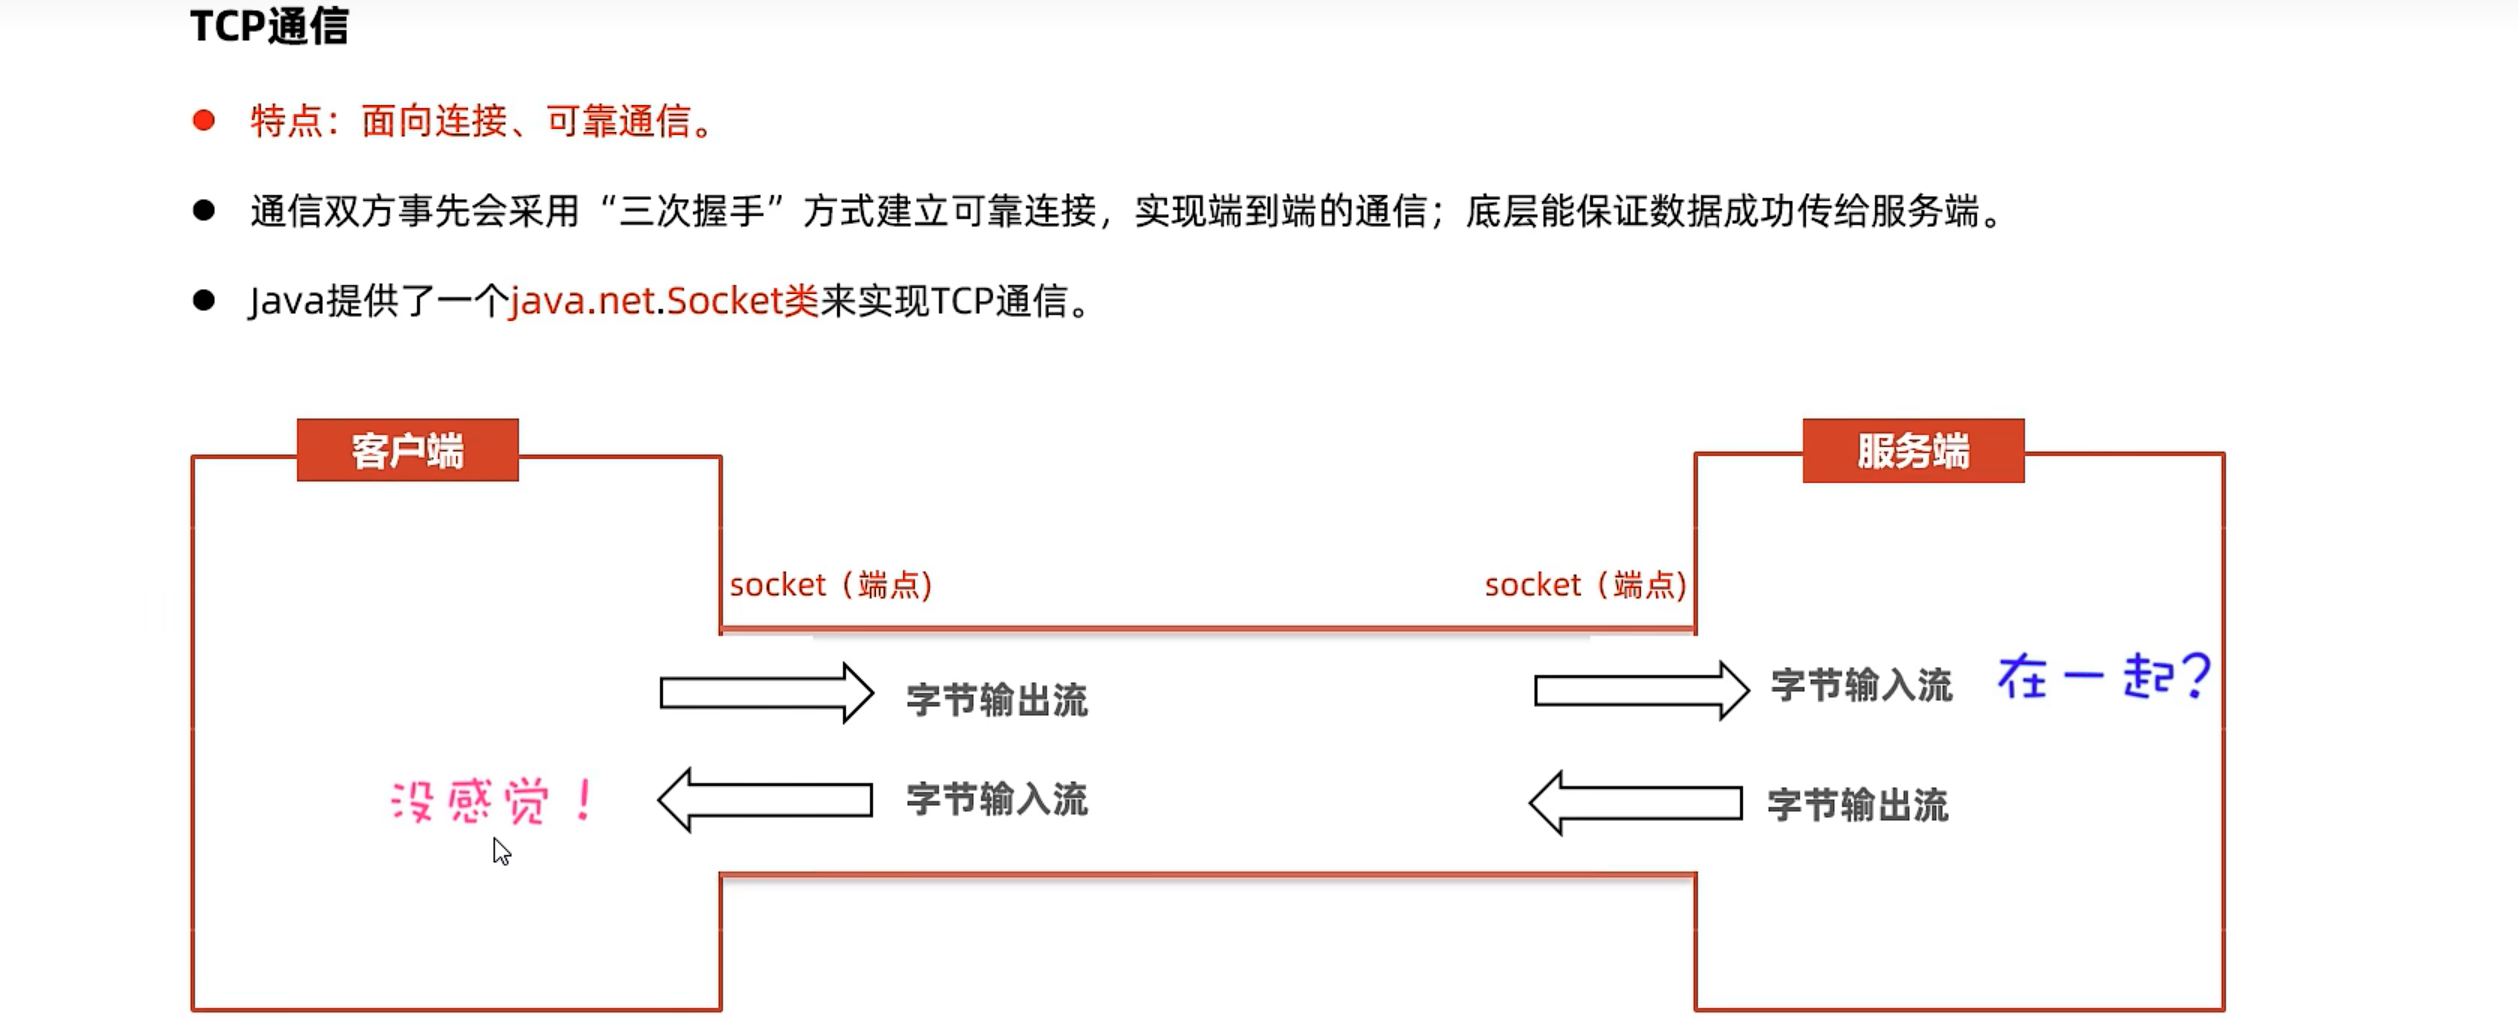 TCP通信
特点：面向连接、可靠通信。
通信双方事先会采用“三次握手”方式建立可靠连接，实现端到端的通信；底层能保证数据成功传给服务端。
Java提供了一个java.net.Socket类来实现TCP通信。
客户端
服务端
socket（端点）
socket（端点）
字节输出流
字节输入流
在一起？
没感觉！
字节输入流
字节输出流